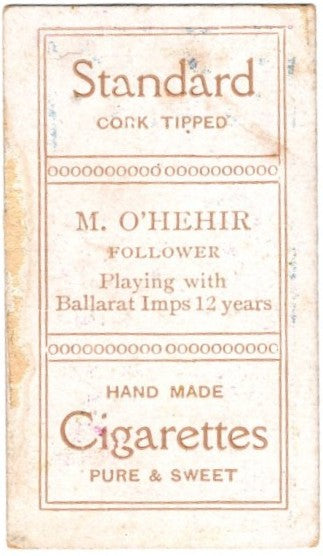 Standard
CORK TIPPED
M. O'HEHIR
FOLLOWER
Playing with
Ballarat Imps 12 years
HAND MADE
Cigarettes
PURE & SWEET